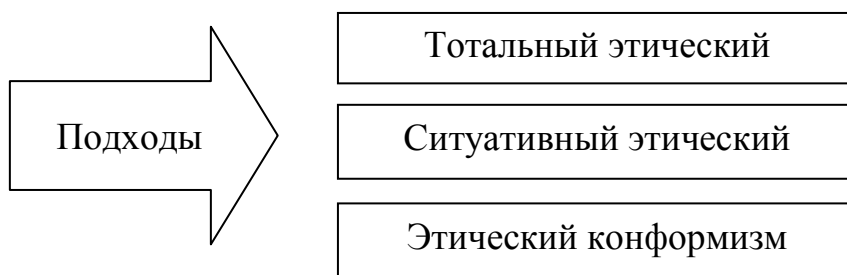 Подходы
Тотальный этический
Ситуативный этический
Этический конформизм